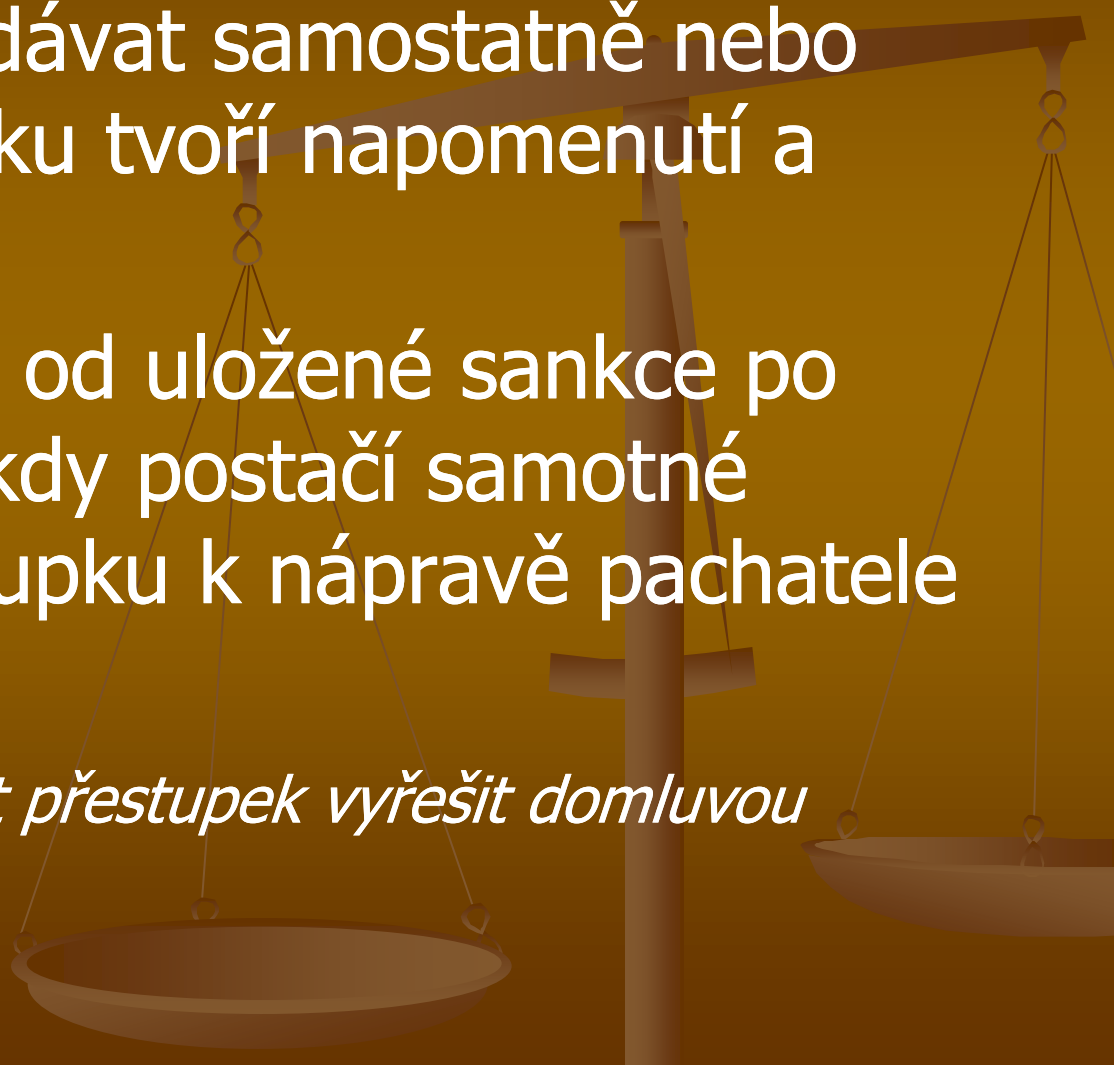 dávat samostatně nebo
ku tvoří napomenutí a
od uložené sankce po
kdy postačí samotné
upku k nápravě pachatele
t přestupek vyřešit domluvou